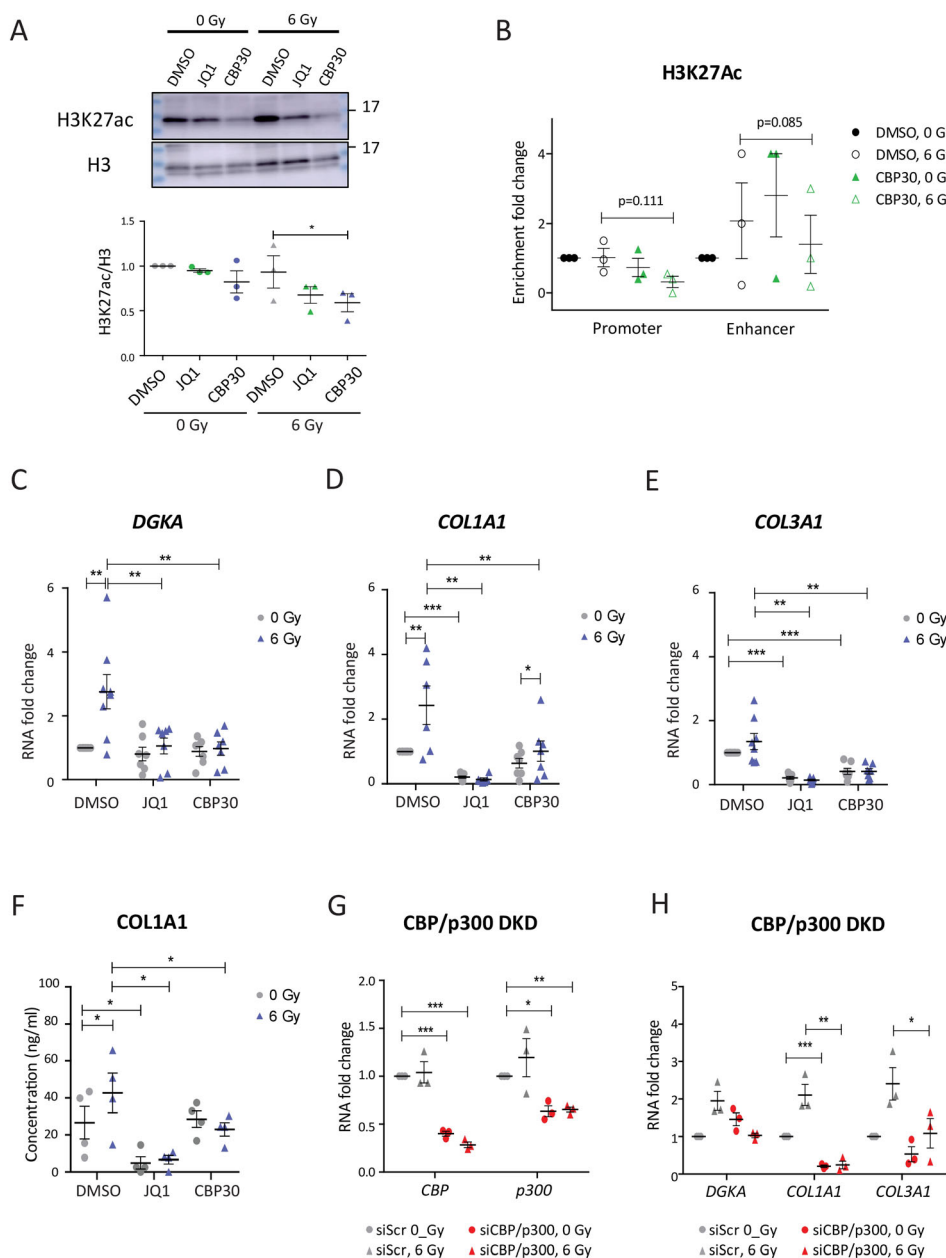 A
0 Gy
6 Gy
DMSO
JQ1
CBP30
DMSO
JQ1
CBP30
H3K27ac
17
H3
17
H3K27ac/H3
1.5
1.0
0.5
0.0
*
DMSO
JQ1
CBP30
DMSO
JQ1
CBP30
0 Gy
6 Gy
B
H3K27Ac
Enrichment fold change
4
2
0
p=0.111
p=0.085
Promoter
Enhancer
DMSO, 0 G
DMSO, 6 G
CBP30, 0 G
CBP30, 6 G
C
DGKA
RNA fold change
6
4
2
0
**
**
**
DMSO
JQ1
CBP30
0 Gy
6 Gy
D
COL1A1
RNA fold change
6
4
2
0
**
**
***
**
*
DMSO
JQ1
CBP30
0 Gy
6 Gy
E
COL3A1
RNA fold change
6
4
2
0
**
**
***
***
DMSO
JQ1
CBP30
0 Gy
6 Gy
F
COL1A1
Concentration (ng/ml)
100
80
60
40
20
0
*
*
*
*
DMSO
JQ1
CBP30
0 Gy
6 Gy
G
CBP/p300 DKD
RNA fold change
2.0
1.5
1.0
0.5
0.0
***
***
**
*
CBP
p300
siScr 0_Gy
siCBP/p300, 0 Gy
siScr, 6 Gy
siCBP/p300, 6 Gy
H
CBP/p300 DKD
RNA fold change
5
4
3
2
1
0
**
***
*
DGKA
COL1A1
COL3A1
siScr 0_Gy
siCBP/p300, 0 Gy
siScr, 6 Gy
siCBP/p300, 6 Gy